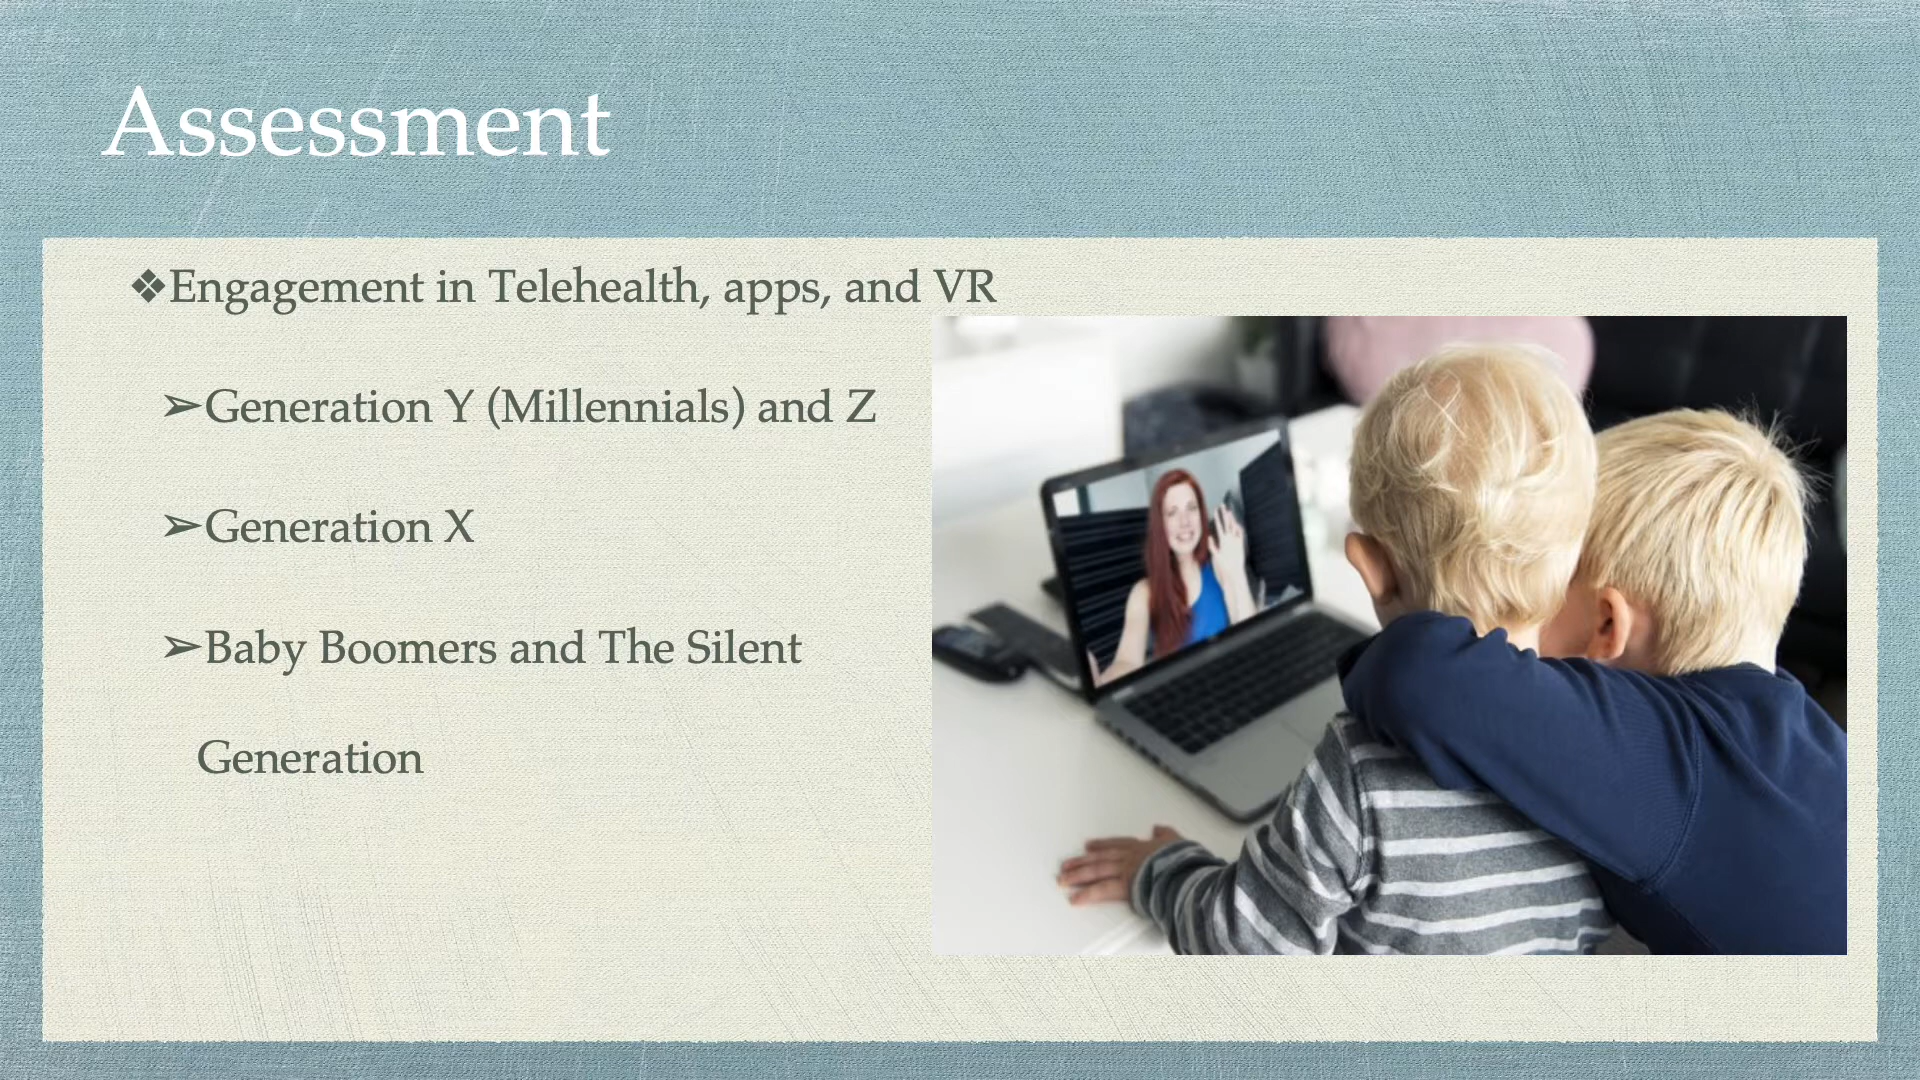 Assessment
❖Engagement in Telehealth, apps, and VR
➢Generation Y (Millennials) and Z
➢Generation X
➢Baby Boomers and The Silent
Generation